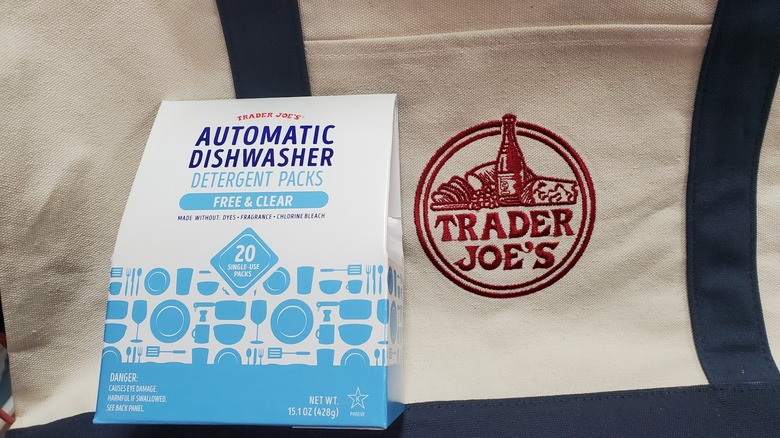 TRADER JOE'S
AUTOMATIC
DISHWASHER
DETERGENT PACKS
FREE & CLEAR
MADE WITHOUT: DYES • FRAGRANCE • CHLORINE BLEACH
20
SINGLE-USE
PACKS
DANGER:
CAUSES EYE DAMAGE.
HARMFUL IF SWALLOWED.
SEE BACK PANEL.
NET WT.
15.1 OZ (428g)
K
PAREVE
TRADER
JOE'S